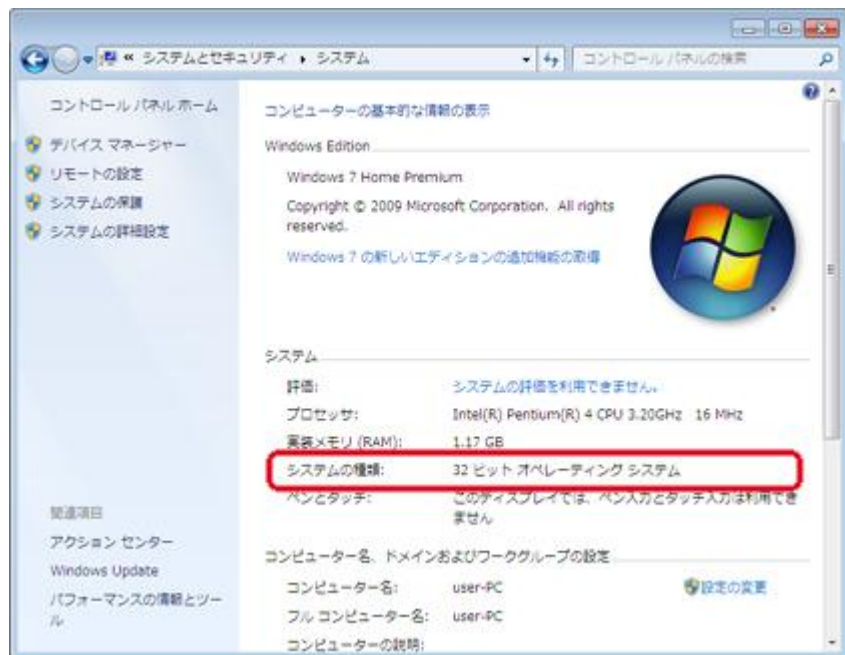 « システムとセキュリティ ▸ システム
コントロール パネルの検索
コントロール パネル ホーム
デバイス マネージャー
リモートの設定
システムの保護
システムの詳細設定
関連項目
アクション センター
Windows Update
パフォーマンスの情報とツー
ル
コンピューターの基本的な情報の表示
Windows Edition
Windows 7 Home Premium
Copyright © 2009 Microsoft Corporation. All rights
reserved.
Windows 7 の新しいエディションの追加機能の取得
システム
評価: システムの評価を利用できません。
プロセッサ: Intel(R) Pentium(R) 4 CPU 3.20GHz 16 MHz
実装メモリ (RAM): 1.17 GB
システムの種類: 32 ビット オペレーティング システム
ペンとタッチ: このディスプレイでは、ペン入力とタッチ入力は利用でき
ません
コンピューター名、ドメインおよびワークグループの設定
コンピューター名: user-PC 設定の変更
フル コンピューター名: user-PC
コンピューターの説明: